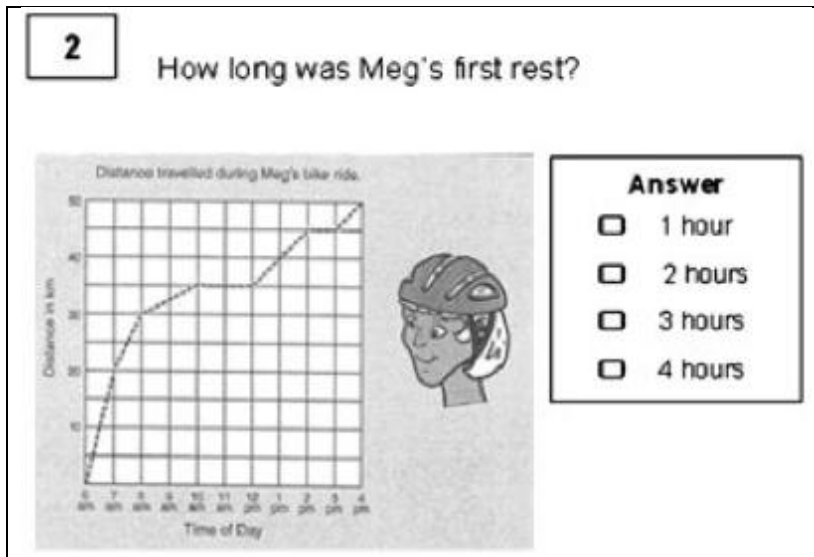 2
How long was Meg's first rest?
Distance travelled during Meg's bike ride.
50
40
30
20
10
Distance in km
6 7 8 9 10 11 12 1 2 3 4
am am am am am am pm pm pm pm pm
Time of Day
Answer
1 hour
2 hours
3 hours
4 hours